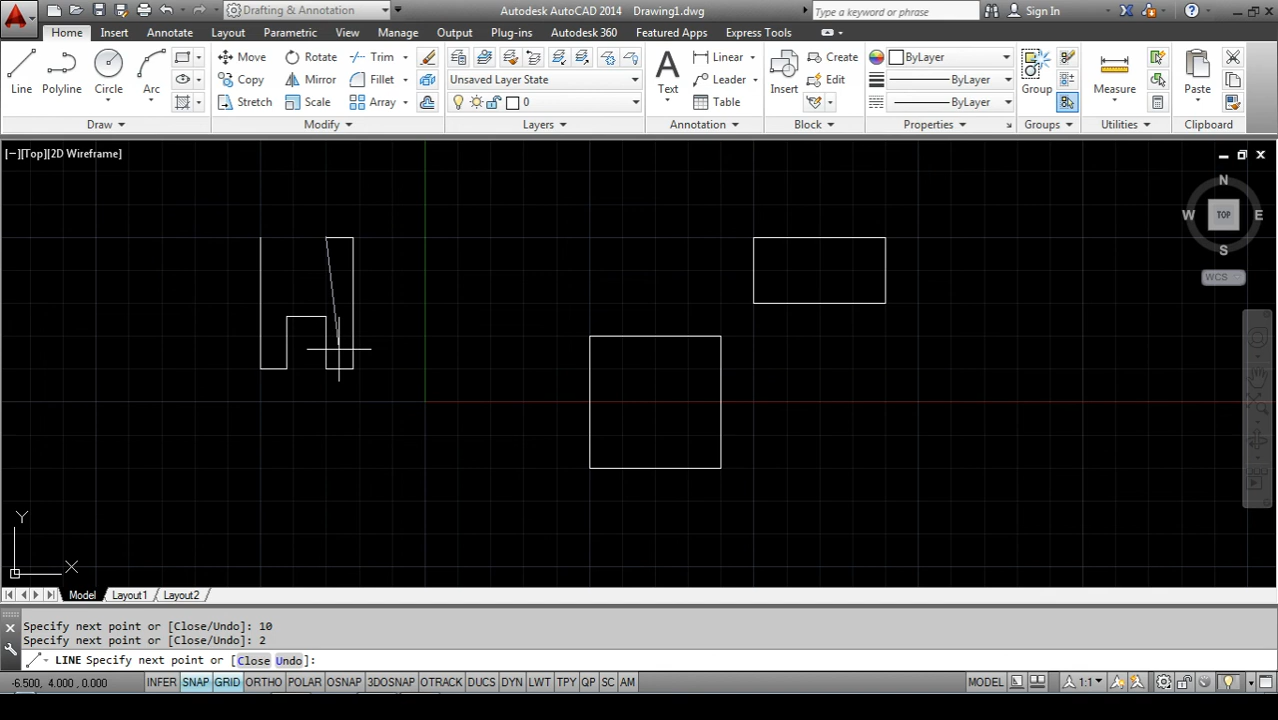 Drafting & Annotation
Autodesk AutoCAD 2014 Drawing1.dwg
Type a keyword or phrase
Sign In
Home Insert Annotate Layout Parametric View Manage Output Plug-ins Autodesk 360 Featured Apps Express Tools
Line Polyline Circle Arc
Move Rotate Trim
Copy Mirror Fillet
Stretch Scale Array
Unsaved Layer State
0
Text
Linear
Leader
Table
Insert
Create
Edit
ByLayer
ByLayer
ByLayer
Group
Measure
Paste
Draw Modify Layers Annotation Block Properties Groups Utilities Clipboard
[−][Top][2D Wireframe]
N
W TOP E
S
WCS
Y
X
Model Layout1 Layout2
Specify next point or [Close/Undo]: 10
Specify next point or [Close/Undo]: 2
LINE Specify next point or [Close Undo]:
-6.500, 4.000, 0.000 INFER SNAP GRID ORTHO POLAR OSNAP 3DOSNAP OTRACK DUCS DYN LWT TPY QP SC AM MODEL 1:1